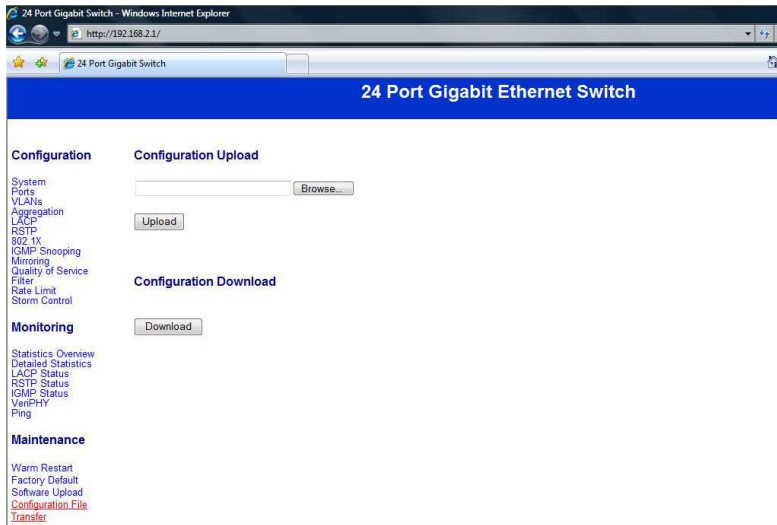 24 Port Gigabit Switch - Windows Internet Explorer
http://192.168.2.1/
24 Port Gigabit Switch
24 Port Gigabit Ethernet Switch
Configuration
System
Ports
VLANs
Aggregation
LACP
RSTP
802.1X
IGMP Snooping
Mirroring
Quality of Service
Filter
Rate Limit
Storm Control
Monitoring
Statistics Overview
Detailed Statistics
LACP Status
RSTP Status
IGMP Status
VeriPHY
Ping
Maintenance
Warm Restart
Factory Default
Software Upload
Configuration File
Transfer
Configuration Upload
Browse...
Upload
Configuration Download
Download